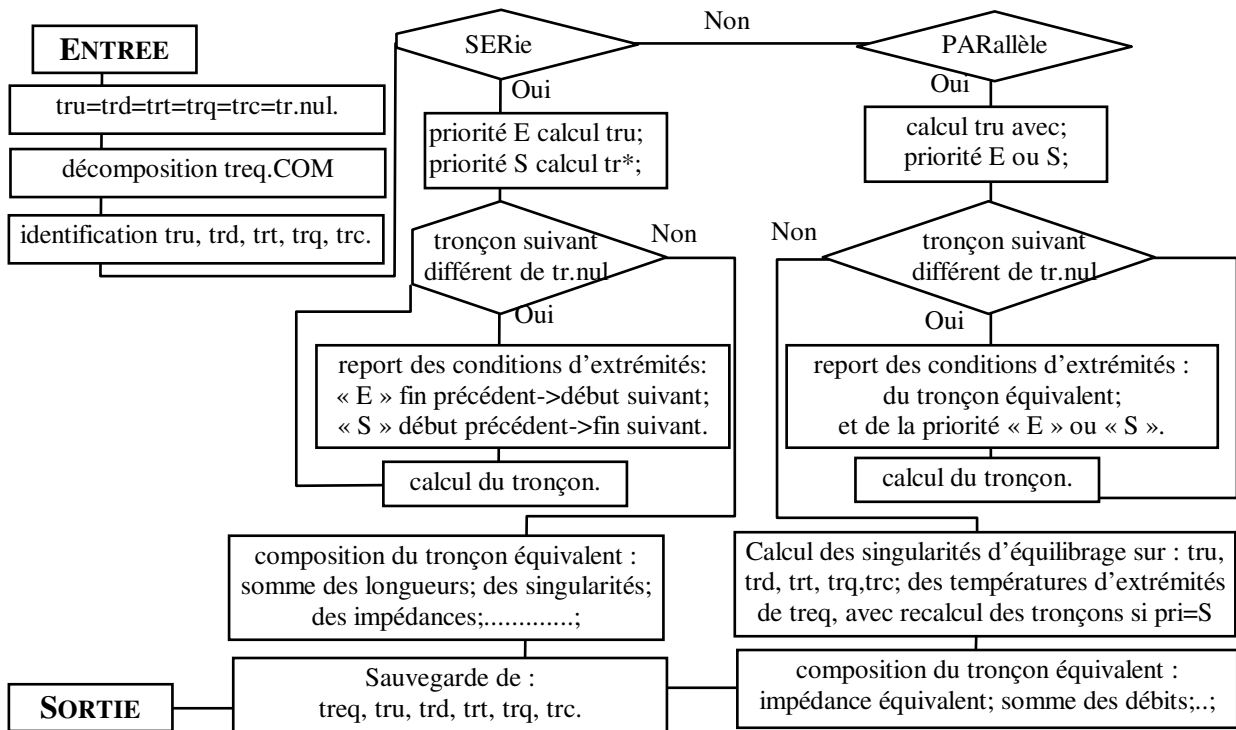 ENTREE
tru=trd=trt=trq=trc=tr.nul.
décomposition treq.COM
identification tru, trd, trt, trq, trc.
SERie
Non
PARallèle
Oui
priorité E calcul tru;
priorité S calcul tr*;
Oui
calcul tru avec;
priorité E ou S;
tronçon suivant
différent de tr.nul
Non
Oui
report des conditions d’extrémités:
« E » fin précédent->début suivant;
« S » début précédent->fin suivant.
calcul du tronçon.
Non
tronçon suivant
différent de tr.nul
Oui
report des conditions d’extrémités :
du tronçon équivalent;
et de la priorité « E » ou « S ».
calcul du tronçon.
composition du tronçon équivalent :
somme des longueurs; des singularités;
des impédances;.............;
Calcul des singularités d’équilibrage sur : tru,
trd, trt, trq,trc; des températures d’extrémités
de treq, avec recalcul des tronçons si pri=S
composition du tronçon équivalent :
impédance équivalent; somme des débits;..;
Sauvegarde de :
treq, tru, trd, trt, trq, trc.
SORTIE